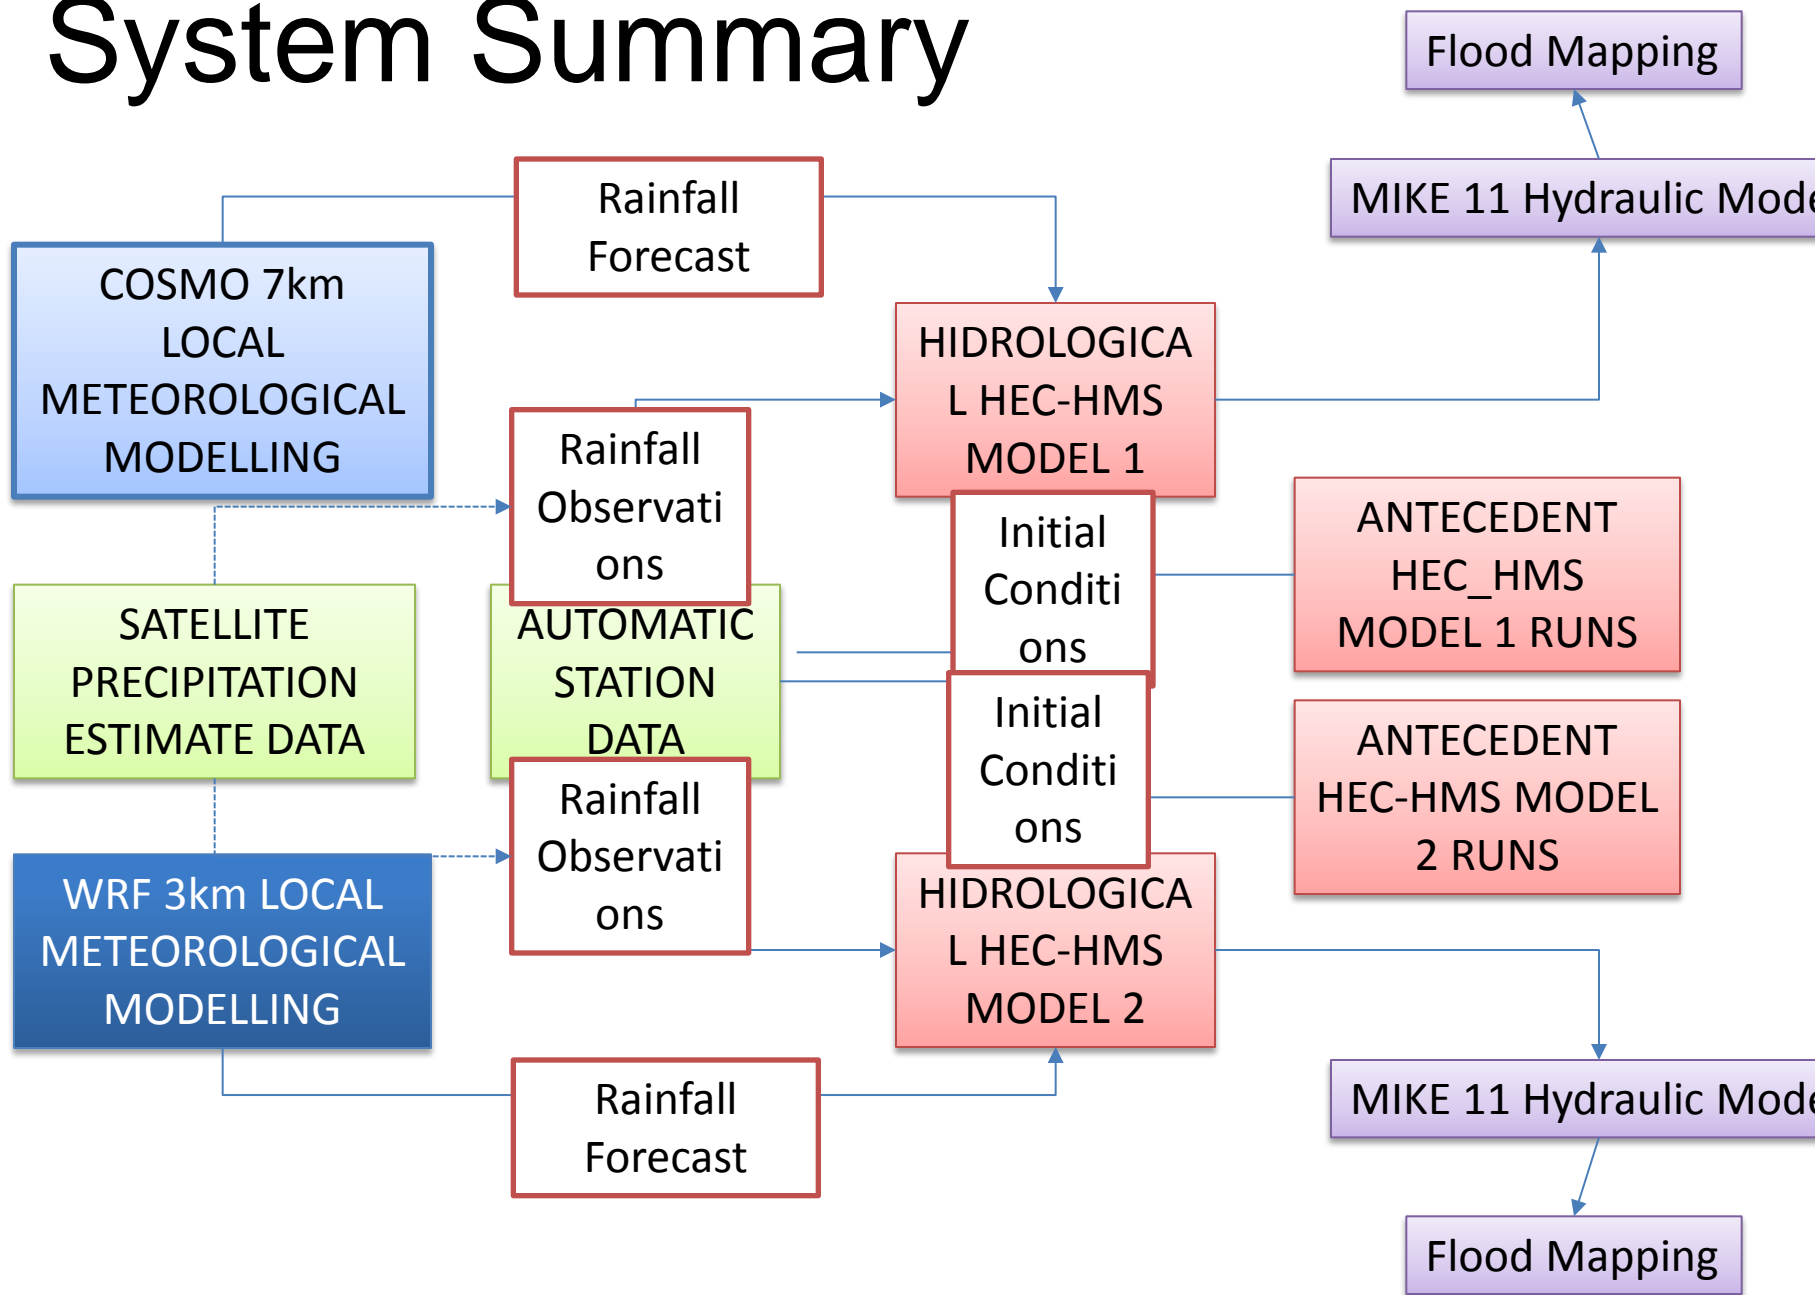 System Summary
Flood Mapping
MIKE 11 Hydraulic Mode
Rainfall
Forecast
COSMO 7km
LOCAL
METEOROLOGICAL
MODELLING
HIDROLOGICA
L HEC-HMS
MODEL 1
Rainfall
Observati
ons
Initial
Conditi
ons
ANTECEDENT
HEC_HMS
MODEL 1 RUNS
SATELLITE
PRECIPITATION
ESTIMATE DATA
AUTOMATIC
STATION
DATA
Initial
Conditi
ons
ANTECEDENT
HEC-HMS MODEL
2 RUNS
Rainfall
Observati
ons
WRF 3km LOCAL
METEOROLOGICAL
MODELLING
HIDROLOGICA
L HEC-HMS
MODEL 2
Rainfall
Forecast
MIKE 11 Hydraulic Mode
Flood Mapping